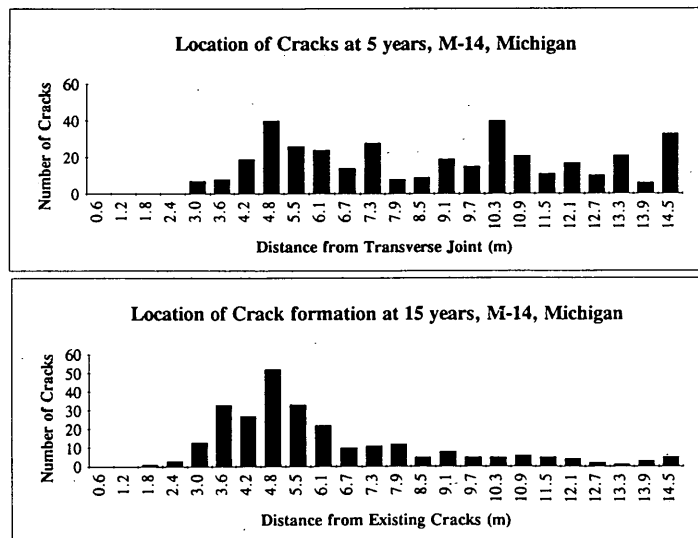 Location of Cracks at 5 years, M-14, Michigan
Number of Cracks
60
40
20
0
0.6 1.2 1.8 2.4 3.0 3.6 4.2 4.8 5.5 6.1 6.7 7.3 7.9 8.5 9.1 9.7 10.3 10.9 11.5 12.1 12.7 13.3 13.9 14.5
Distance from Transverse Joint (m)
Location of Crack formation at 15 years, M-14, Michigan
Number of Cracks
60
50
40
30
20
10
0
0.6 1.2 1.8 2.4 3.0 3.6 4.2 4.8 5.5 6.1 6.7 7.3 7.9 8.5 9.1 9.7 10.3 10.9 11.5 12.1 12.7 13.3 13.9 14.5
Distance from Existing Cracks (m)